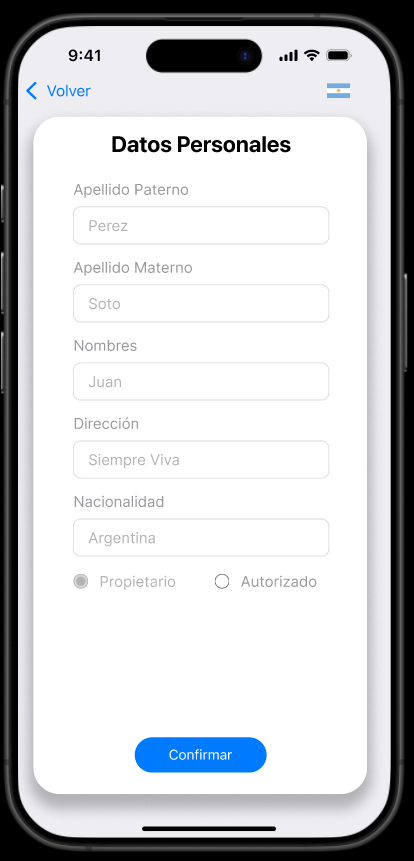 9:41
Volver
Datos Personales
Apellido Paterno
Perez
Apellido Materno
Soto
Nombres
Juan
Dirección
Siempre Viva
Nacionalidad
Argentina
Propietario Autorizado
Confirmar